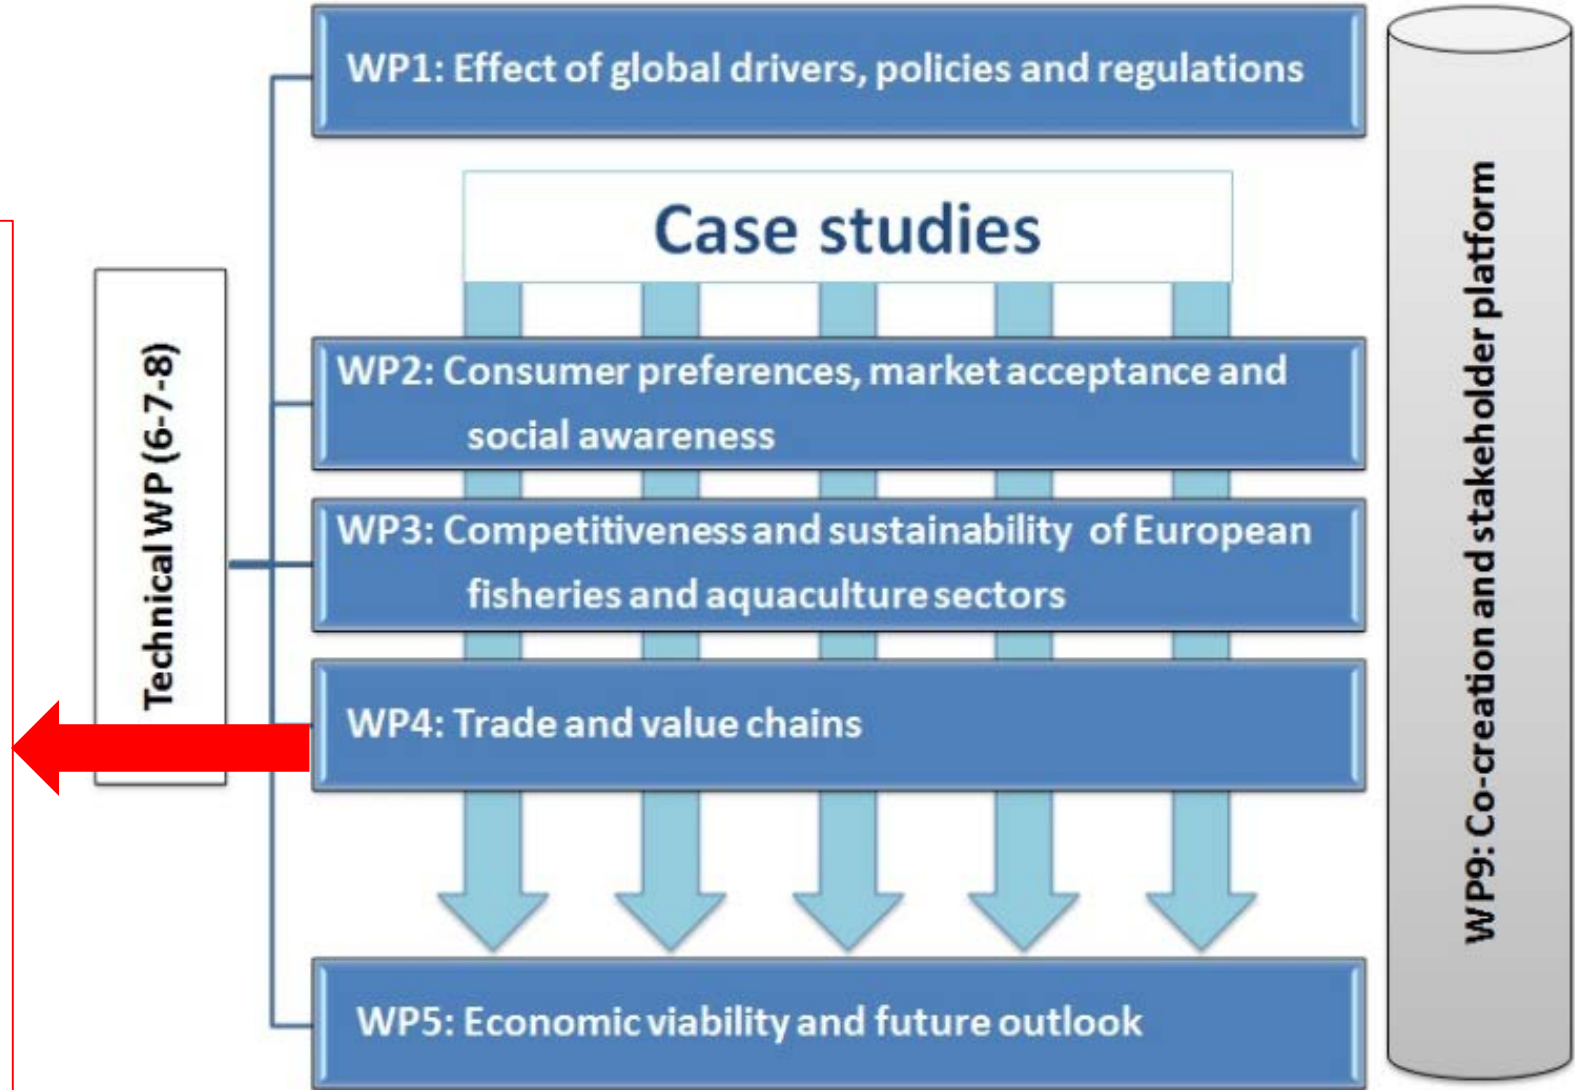 WP1: Effect of global drivers, policies and regulations
Case studies
WP2: Consumer preferences, market acceptance and
social awareness
WP3: Competitiveness and sustainability of European
fisheries and aquaculture sectors
WP4: Trade and value chains
WP5: Economic viability and future outlook
Technical WP (6-7-8)
WP9: Co-creation and stakeholder platform